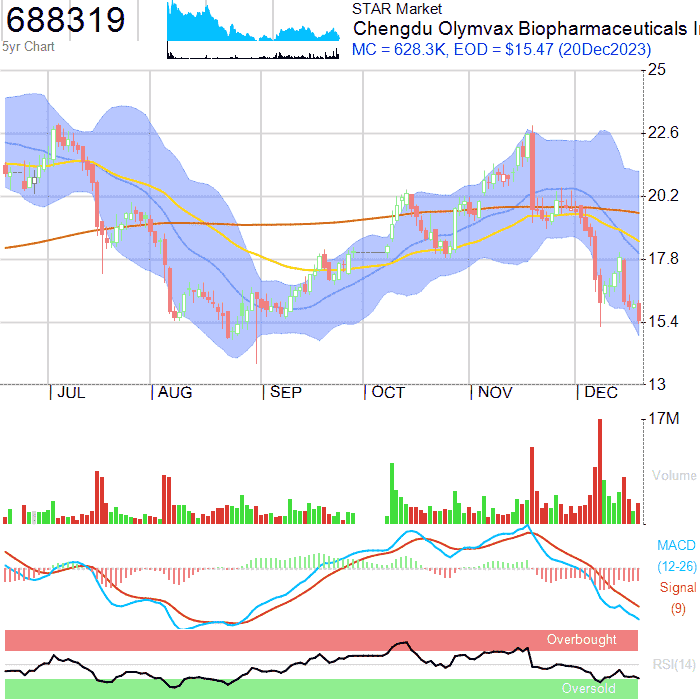 688319
5yr Chart
STAR Market
Chengdu Olymvax Biopharmaceuticals
MC = 628.3K, EOD = $15.47 (20Dec2023)
25
22.6
20.2
17.8
15.4
13
JUL AUG SEP OCT NOV DEC
17M
Volume
MACD
(12-26)
Signal
(9)
Overbought
RSI(14)
Oversold